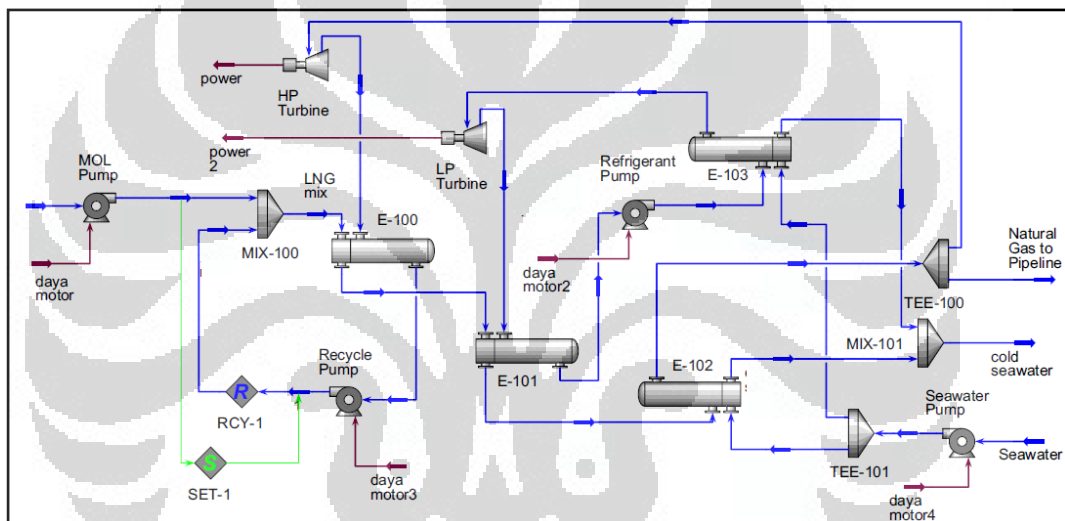 power
HP
Turbine
power
2
LP
Turbine
MOL
Pump
LNG
mix
Refrigerant
Pump
E-103
E-100
MIX-100
daya
motor
daya
motor2
Natural
Gas to
Pipeline
TEE-100
MIX-101
cold
seawater
E-101
E-102
Recycle
Pump
R
RCY-1
S
SET-1
daya
motor3
Seawater
Pump
Seawater
TEE-101
daya
motor4